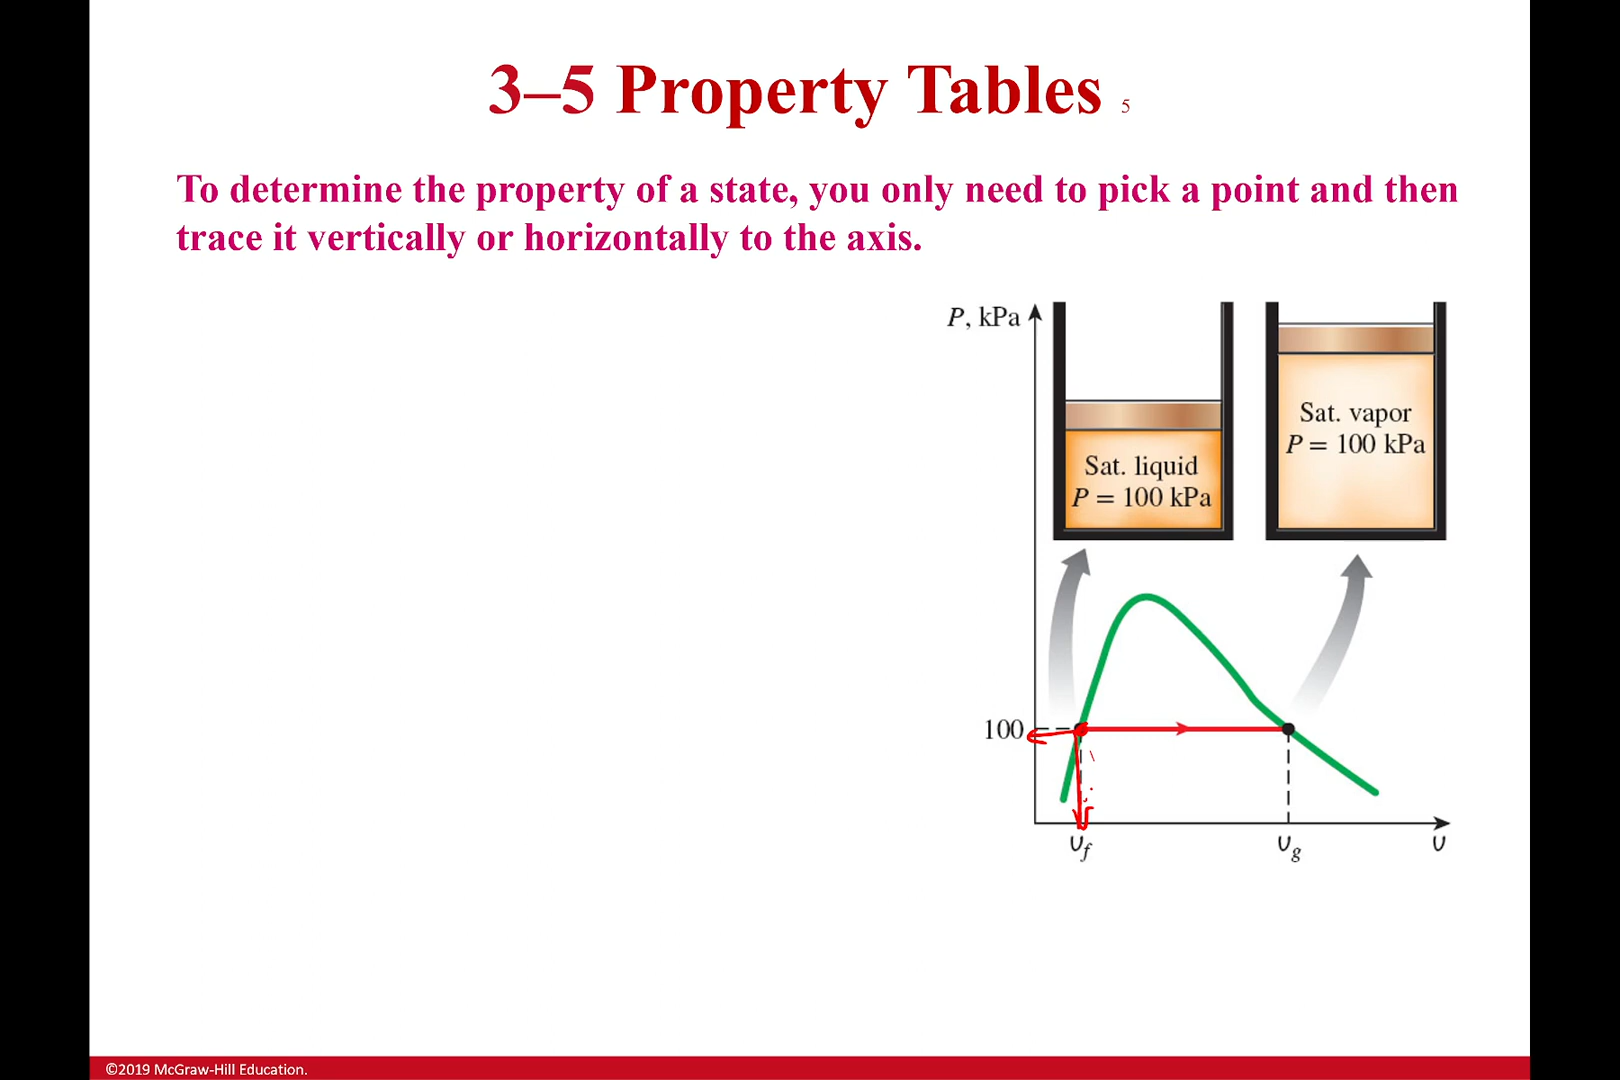 3–5 Property Tables 5
To determine the property of a state, you only need to pick a point and then
trace it vertically or horizontally to the axis.
P, kPa
Sat. vapor
P = 100 kPa
Sat. liquid
P = 100 kPa
100
υf
υg
υ
©2019 McGraw-Hill Education.